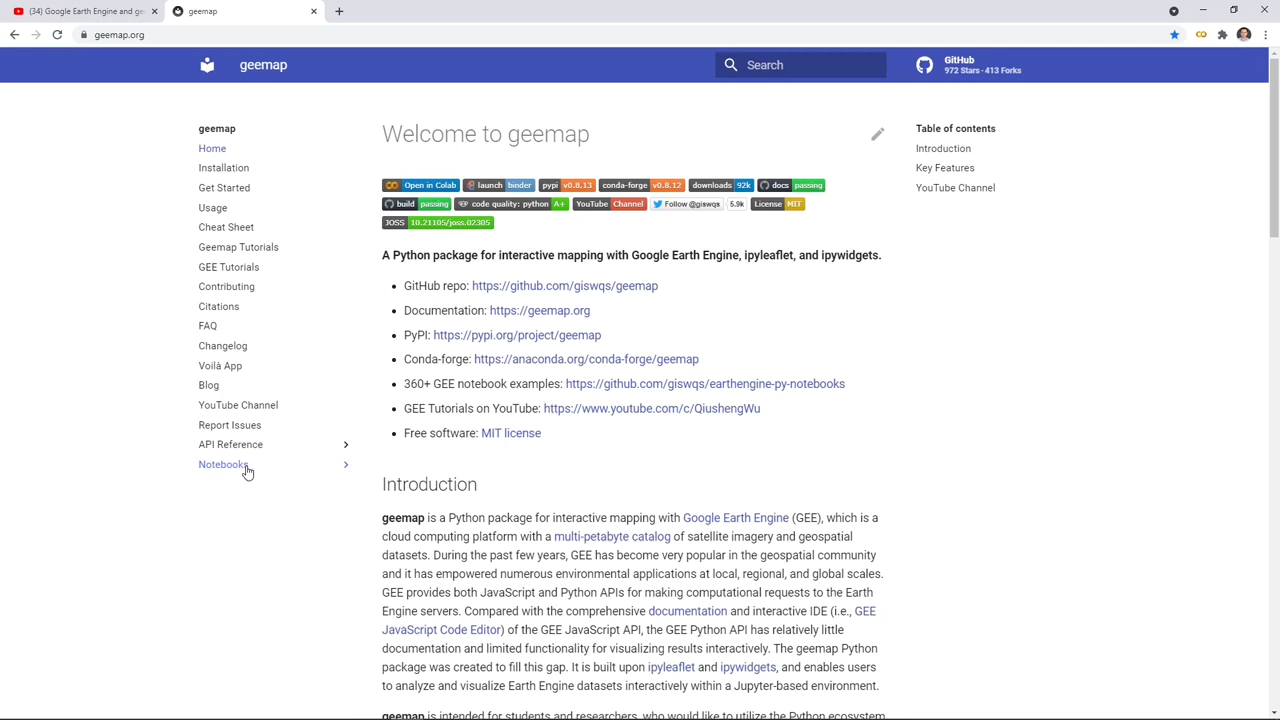 (34) Google Earth Engine and ge
geemap
geemap.org
geemap
Search
GitHub
972 Stars · 413 Forks
geemap
Home
Installation
Get Started
Usage
Cheat Sheet
Geemap Tutorials
GEE Tutorials
Contributing
Citations
FAQ
Changelog
Voilà App
Blog
YouTube Channel
Report Issues
API Reference
Notebooks
Welcome to geemap
Open in Colab launch binder pypi v0.8.13 conda-forge v0.8.12 downloads 92k docs passing
build passing code quality: python A+ YouTube Channel Follow @giswqs 5.9k License MIT
JOSS 10.21105/joss.02305
A Python package for interactive mapping with Google Earth Engine, ipyleaflet, and ipywidgets.
• GitHub repo: https://github.com/giswqs/geemap
• Documentation: https://geemap.org
• PyPI: https://pypi.org/project/geemap
• Conda-forge: https://anaconda.org/conda-forge/geemap
• 360+ GEE notebook examples: https://github.com/giswqs/earthengine-py-notebooks
• GEE Tutorials on YouTube: https://www.youtube.com/c/QiushengWu
• Free software: MIT license
Introduction
geemap is a Python package for interactive mapping with Google Earth Engine (GEE), which is a
cloud computing platform with a multi-petabyte catalog of satellite imagery and geospatial
datasets. During the past few years, GEE has become very popular in the geospatial community
and it has empowered numerous environmental applications at local, regional, and global scales.
GEE provides both JavaScript and Python APIs for making computational requests to the Earth
Engine servers. Compared with the comprehensive documentation and interactive IDE (i.e., GEE
JavaScript Code Editor) of the GEE JavaScript API, the GEE Python API has relatively little
documentation and limited functionality for visualizing results interactively. The geemap Python
package was created to fill this gap. It is built upon ipyleaflet and ipywidgets, and enables users
to analyze and visualize Earth Engine datasets interactively within a Jupyter-based environment.
geemap is intended for students and researchers, who would like to utilize the Python ecosystem
Table of contents
Introduction
Key Features
YouTube Channel